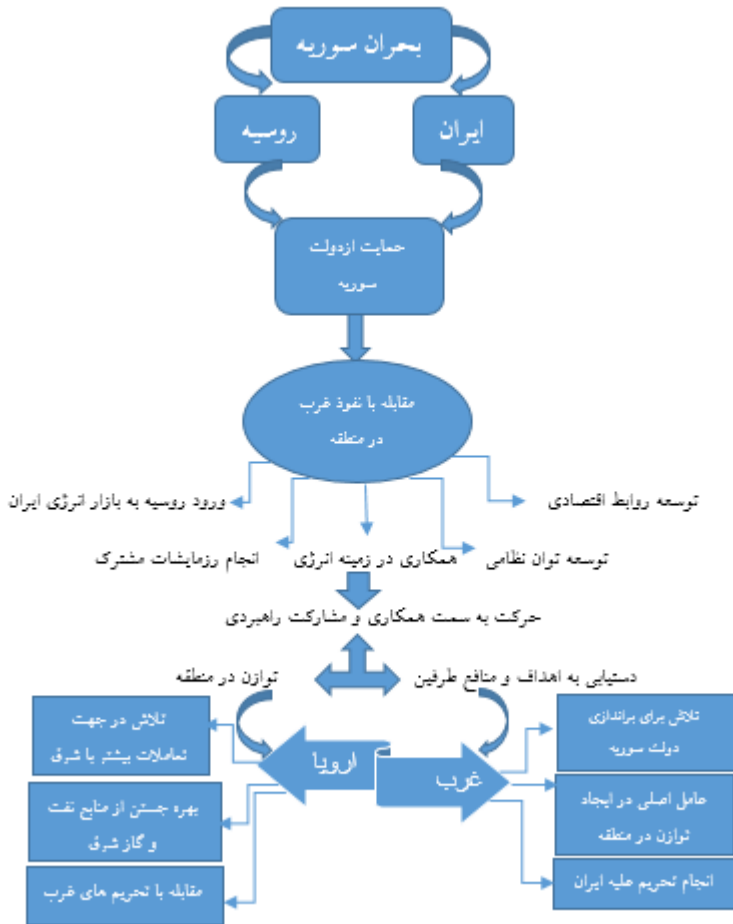 بحران سوریه
ایران
روسیه
حمایت ازدولت
سوریه
مقابله با نفوذ غرب
در منطقه
توسعه روابط اقتصادی
ورود روسیه به بازار انرژی ایران
توسعه توان نظامی
همکاری در زمینه انرژی
انجام رزمایشات مشترک
حرکت به سمت همکاری و مشارکت راهبردی
دستیابی به اهداف و منافع طرفین
توازن در منطقه
تلاش برای براندازی
دولت سوریه
عامل اصلی در ایجاد
توازن در منطقه
انجام تحریم علیه ایران
غرب
اروپا
تلاش در جهت
تعاملات بیشتر با شرق
بهره جستن از منابع نفت
و گاز شرق
مقابله با تحریم های غرب